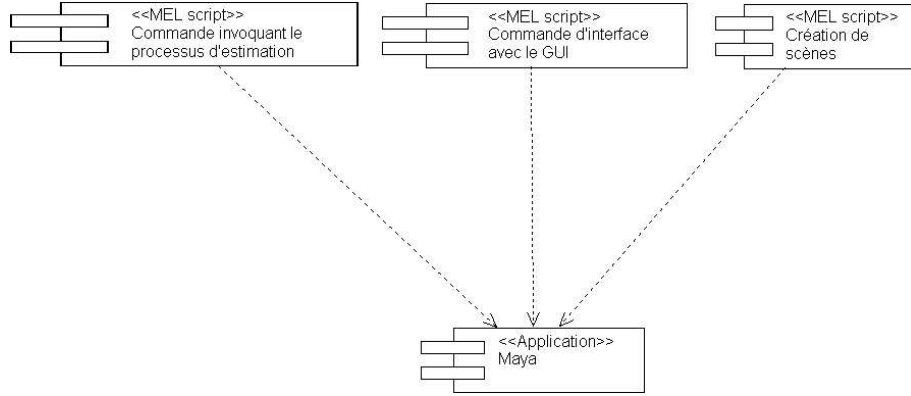 <<MEL script>>
Commande invoquant le
processus d'estimation
<<MEL script>>
Commande d'interface
avec le GUI
<<MEL script>>
Création de
scènes
<<Application>>
Maya